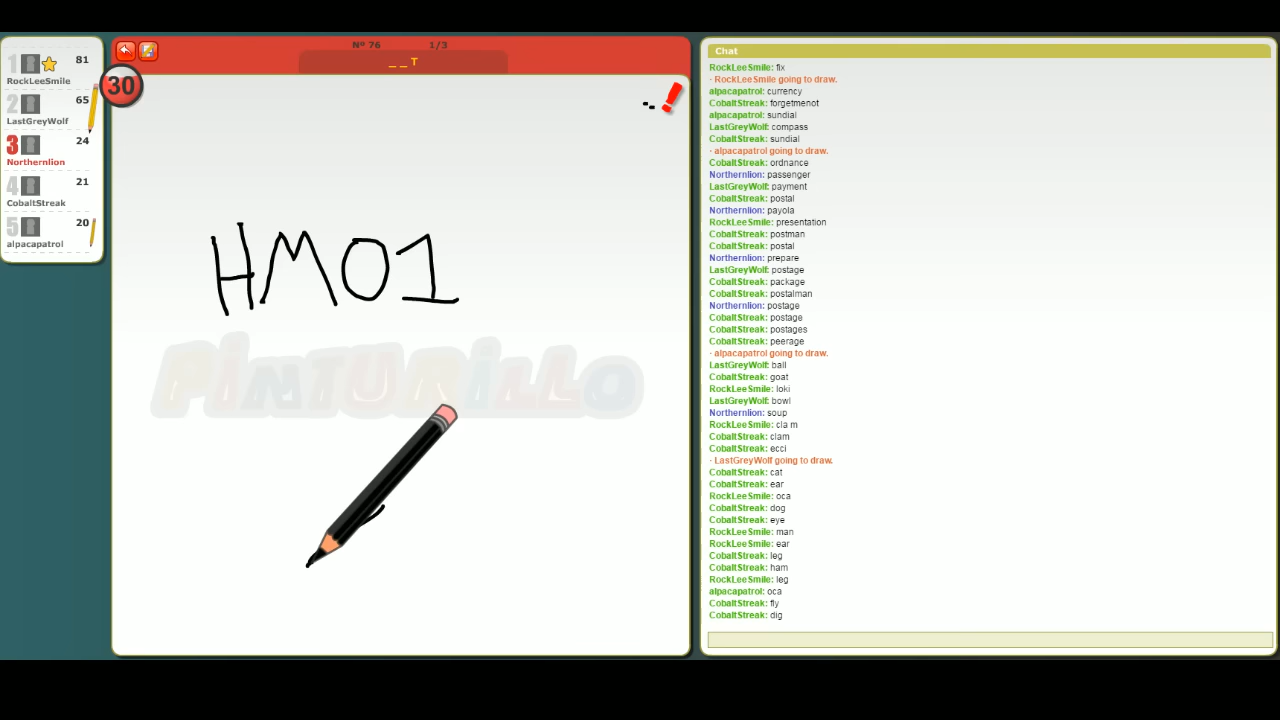 Nº 76 1/3
_ _ T
30
1 81
RockLeeSmile
2 65
LastGreyWolf
3 24
Northernlion
4 21
CobaltStreak
5 20
alpacapatrol
HM01
PiNTURiLLO
Chat
RockLeeSmile: fix
· RockLeeSmile going to draw.
alpacapatrol: currency
CobaltStreak: forgetmenot
alpacapatrol: sundial
LastGreyWolf: compass
CobaltStreak: sundial
· alpacapatrol going to draw.
CobaltStreak: ordnance
Northernlion: passenger
LastGreyWolf: payment
CobaltStreak: postal
Northernlion: payola
RockLeeSmile: presentation
CobaltStreak: postman
CobaltStreak: postal
Northernlion: prepare
LastGreyWolf: postage
CobaltStreak: package
CobaltStreak: postalman
Northernlion: postage
CobaltStreak: postage
CobaltStreak: postages
CobaltStreak: peerage
· alpacapatrol going to draw.
LastGreyWolf: ball
CobaltStreak: goat
RockLeeSmile: loki
LastGreyWolf: bowl
Northernlion: soup
RockLeeSmile: cla m
CobaltStreak: clam
CobaltStreak: ecci
· LastGreyWolf going to draw.
CobaltStreak: cat
CobaltStreak: ear
RockLeeSmile: oca
CobaltStreak: dog
CobaltStreak: eye
RockLeeSmile: man
RockLeeSmile: ear
CobaltStreak: leg
CobaltStreak: ham
RockLeeSmile: leg
alpacapatrol: oca
CobaltStreak: fly
CobaltStreak: dig